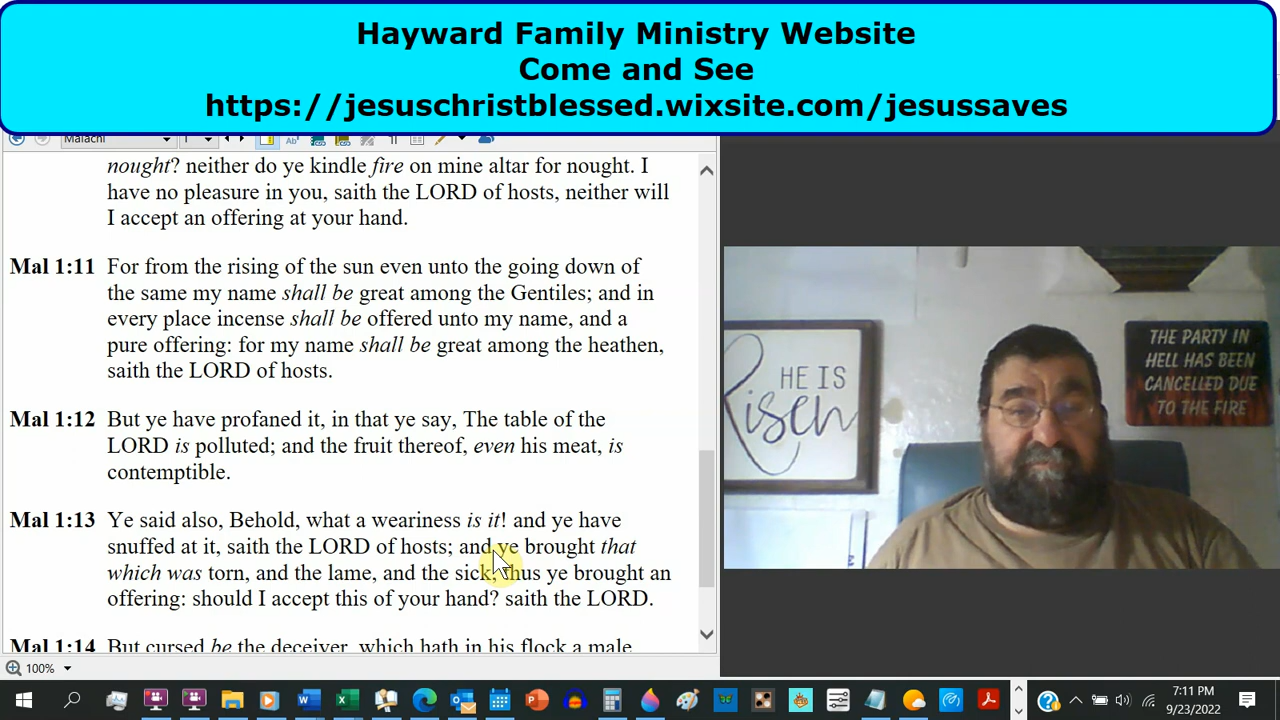 Hayward Family Ministry Website
Come and See
https://jesuschristblessed.wixsite.com/jesussaves
Malachi
1
nought? neither do ye kindle fire on mine altar for nought. I
have no pleasure in you, saith the LORD of hosts, neither will
I accept an offering at your hand.
Mal 1:11 For from the rising of the sun even unto the going down of
the same my name shall be great among the Gentiles; and in
every place incense shall be offered unto my name, and a
pure offering: for my name shall be great among the heathen,
saith the LORD of hosts.
Mal 1:12 But ye have profaned it, in that ye say, The table of the
LORD is polluted; and the fruit thereof, even his meat, is
contemptible.
Mal 1:13 Ye said also, Behold, what a weariness is it! and ye have
snuffed at it, saith the LORD of hosts; and ye brought that
which was torn, and the lame, and the sick; thus ye brought an
offering: should I accept this of your hand? saith the LORD.
Mal 1:14 But cursed be the deceiver, which hath in his flock a male,
100%
HE IS
Risen
THE PARTY IN
HELL HAS BEEN
CANCELLED DUE
TO THE FIRE
7:11 PM
9/23/2022